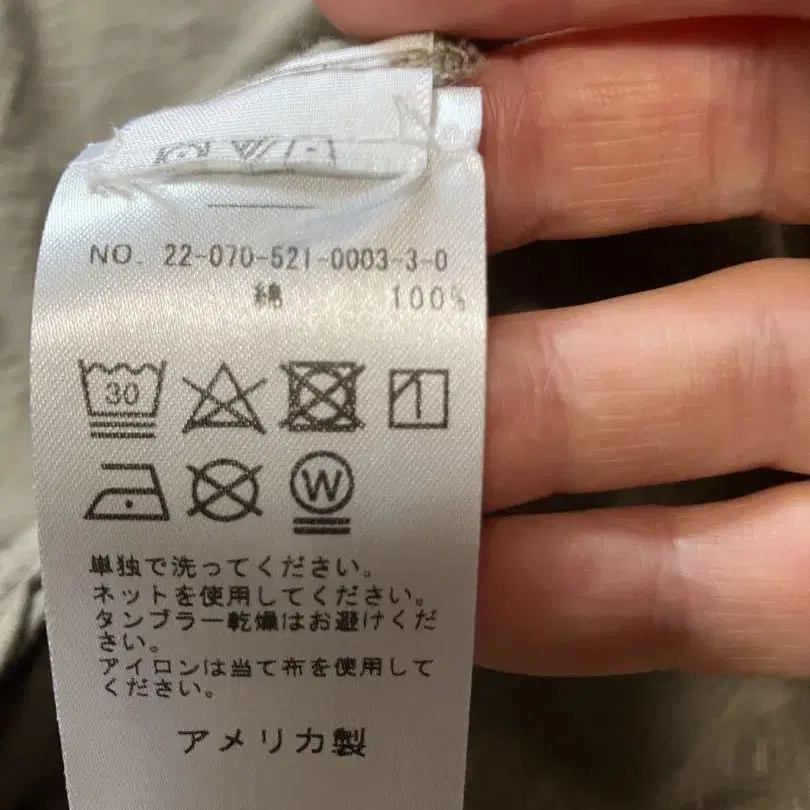 NO. 22-070-521-0003-3-0
綿 100%
30
W
単独で洗ってください。
ネットを使用してください。
タンブラー乾燥はお避けくだ
さい。
アイロンは当て布を使用して
ください。
アメリカ製